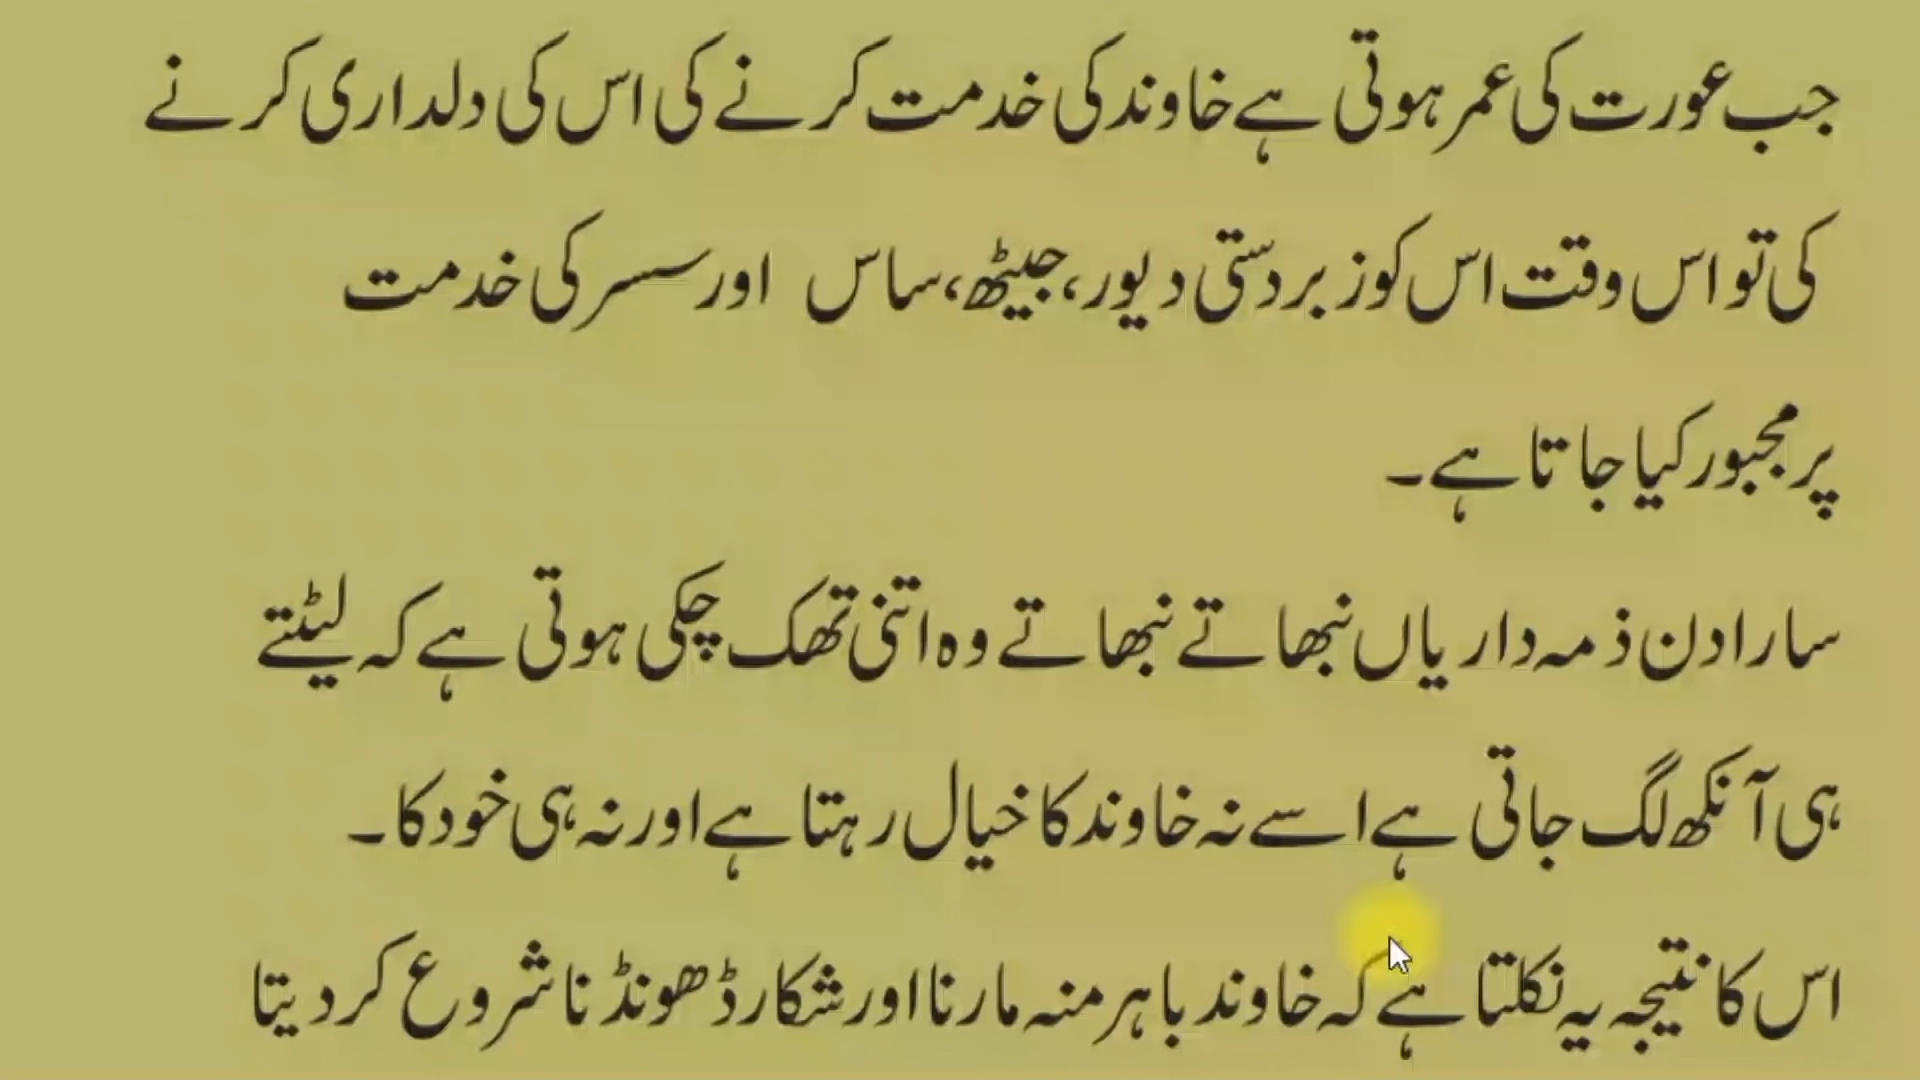 جب عورت کی عمر ہوتی ہے خاوند کی خدمت کرنے کی اس کی دلداری کرنے
کی تو اس وقت اس کو زبردستی دیور، جیٹھ، ساس اور سسر کی خدمت
پر مجبور کیا جاتا ہے۔
سارا دن ذمہ داریاں نبھاتے نبھاتے وہ اتنی تھک چکی ہوتی ہے کہ لیٹتے
ہی آنکھ لگ جاتی ہے اسے نہ خاوند کا خیال رہتا ہے اور نہ ہی خود کا۔
اس کا نتیجہ یہ نکلتا ہے کہ خاوند باہر منہ مارنا اور شکار ڈھونڈنا شروع کر دیتا